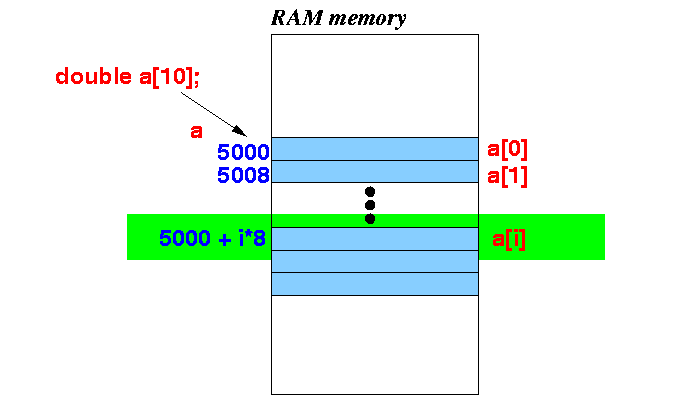 RAM memory
double a[10];
a
5000
a[0]
5008
a[1]
5000 + i*8
a[i]